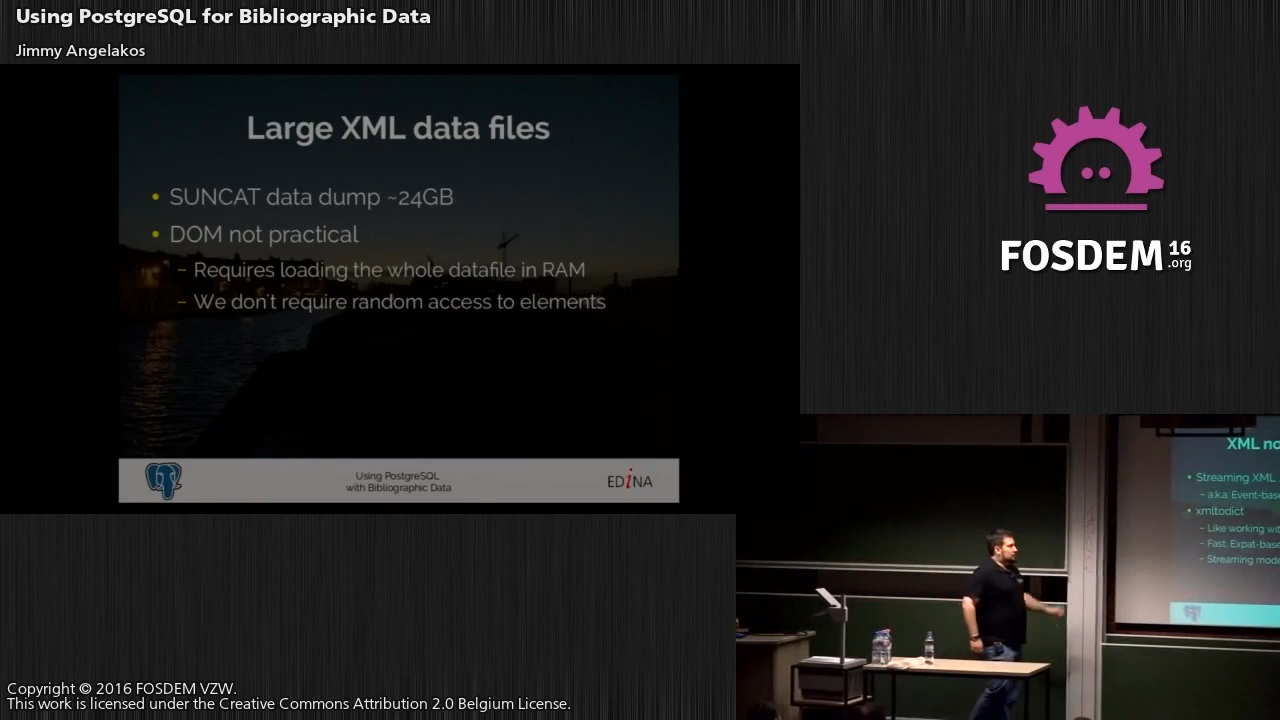 Using PostgreSQL for Bibliographic Data
Jimmy Angelakos
Large XML data files
• SUNCAT data dump ~24GB
• DOM not practical
– Requires loading the whole datafile in RAM
– We don't require random access to elements
Using PostgreSQL
with Bibliographic Data
EDINA
FOSDEM 16
.org
XML no
• Streaming XML
– a.k.a. Event-base
• xmltodict
– Like working wit
– Fast, Expat-base
– Streaming mode
Copyright © 2016 FOSDEM VZW.
This work is licensed under the Creative Commons Attribution 2.0 Belgium License.